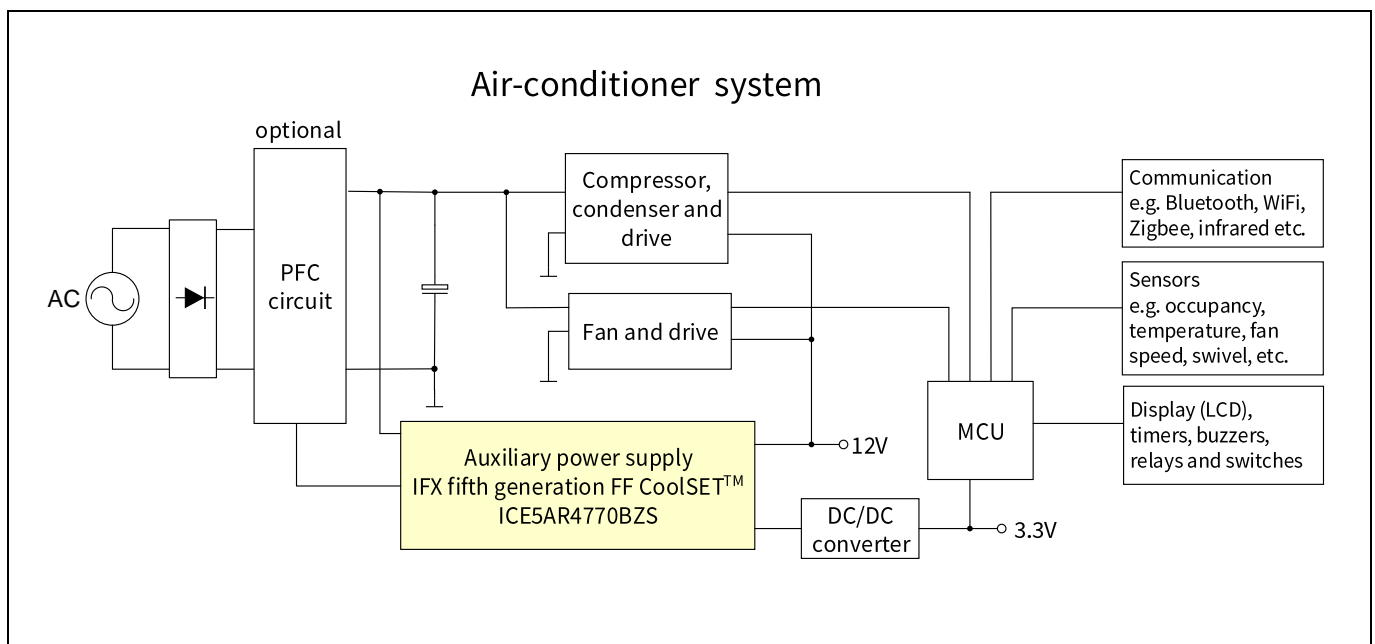 Air-conditioner system
optional
AC
PFC
circuit
Compressor,
condenser and
drive
Fan and drive
Auxiliary power supply
IFX fifth generation FF CoolSET™
ICE5AR4770BZS
12V
DC/DC
converter
3.3V
MCU
Communication
e.g. Bluetooth, WiFi,
Zigbee, infrared etc.
Sensors
e.g. occupancy,
temperature, fan
speed, swivel, etc.
Display (LCD),
timers, buzzers,
relays and switches